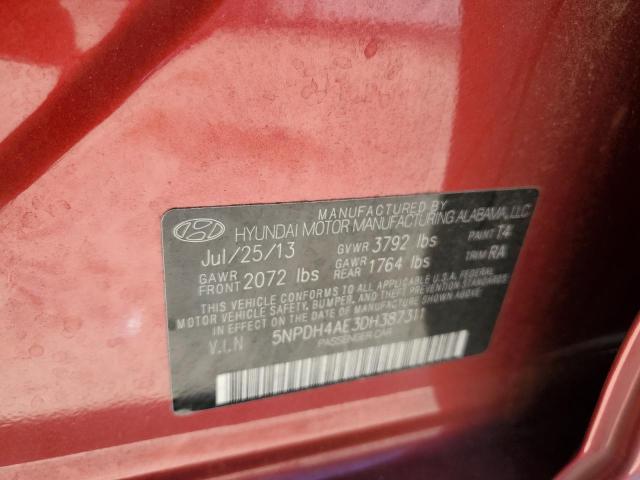 MANUFACTURED BY
HYUNDAI MOTOR MANUFACTURING ALABAMA, LLC
Jul/25/13 GVWR 3792 lbs PAINT T4
GAWR FRONT 2072 lbs GAWR REAR 1764 lbs TRIM RA
THIS VEHICLE CONFORMS TO ALL APPLICABLE U.S.A. FEDERAL
MOTOR VEHICLE SAFETY, BUMPER, AND THEFT PREVENTION STANDARDS
IN EFFECT ON THE DATE OF MANUFACTURE SHOWN ABOVE.
V.I.N 5NPDH4AE3DH387311
PASSENGER CAR